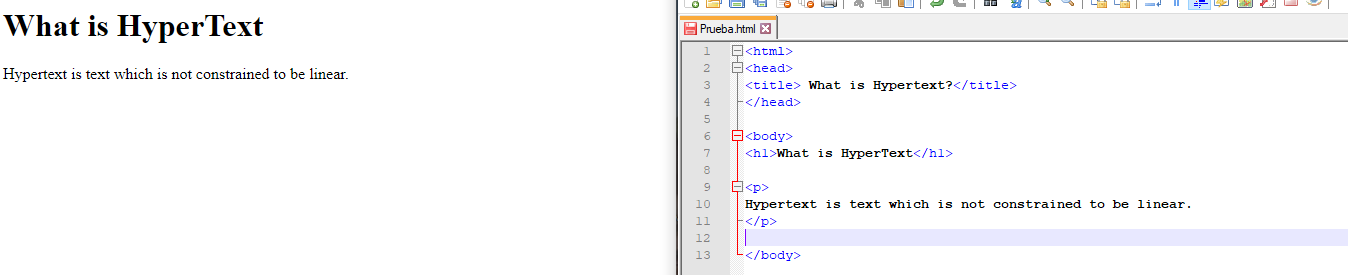 What is HyperText
Hypertext is text which is not constrained to be linear.
Prueba.html
1 <html>
2 <head>
3 <title> What is Hypertext?</title>
4 </head>
5
6 <body>
7 <h1>What is HyperText</h1>
8
9 <p>
10 Hypertext is text which is not constrained to be linear.
11 </p>
12
13 </body>